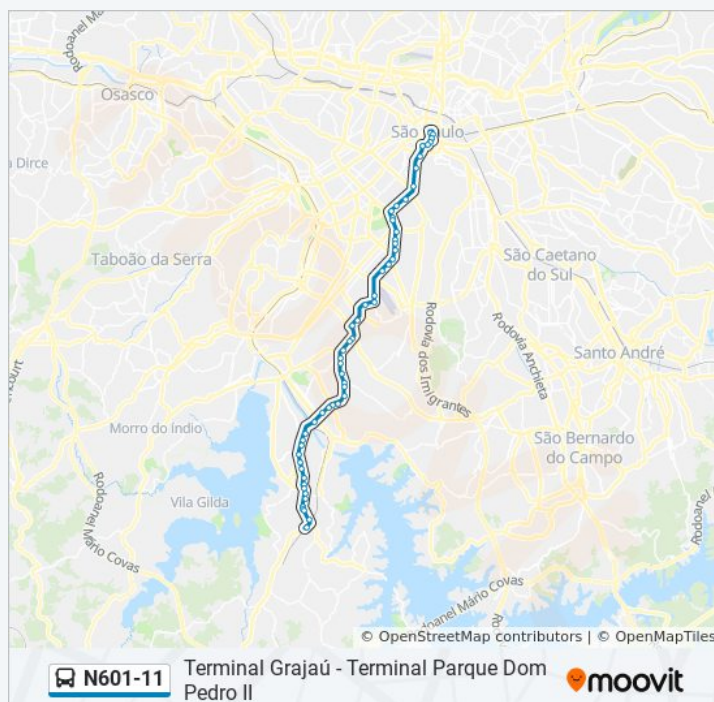 Rodoanel Má
Osasco
São Paulo
a Dirce
Taboão da Serra
São Caetano
do Sul
Rodovia dos Imigrantes
Rodovia Anchieta
Santo André
ncourt
Morro do Índio
São Bernardo
do Campo
Vila Gilda
Rodoanel Mário Covas
Rodoanel Mário Covas
Rodoanel
© OpenStreetMap contributors | © OpenMapTiles
N601-11
Terminal Grajaú - Terminal Parque Dom
Pedro II
moovit